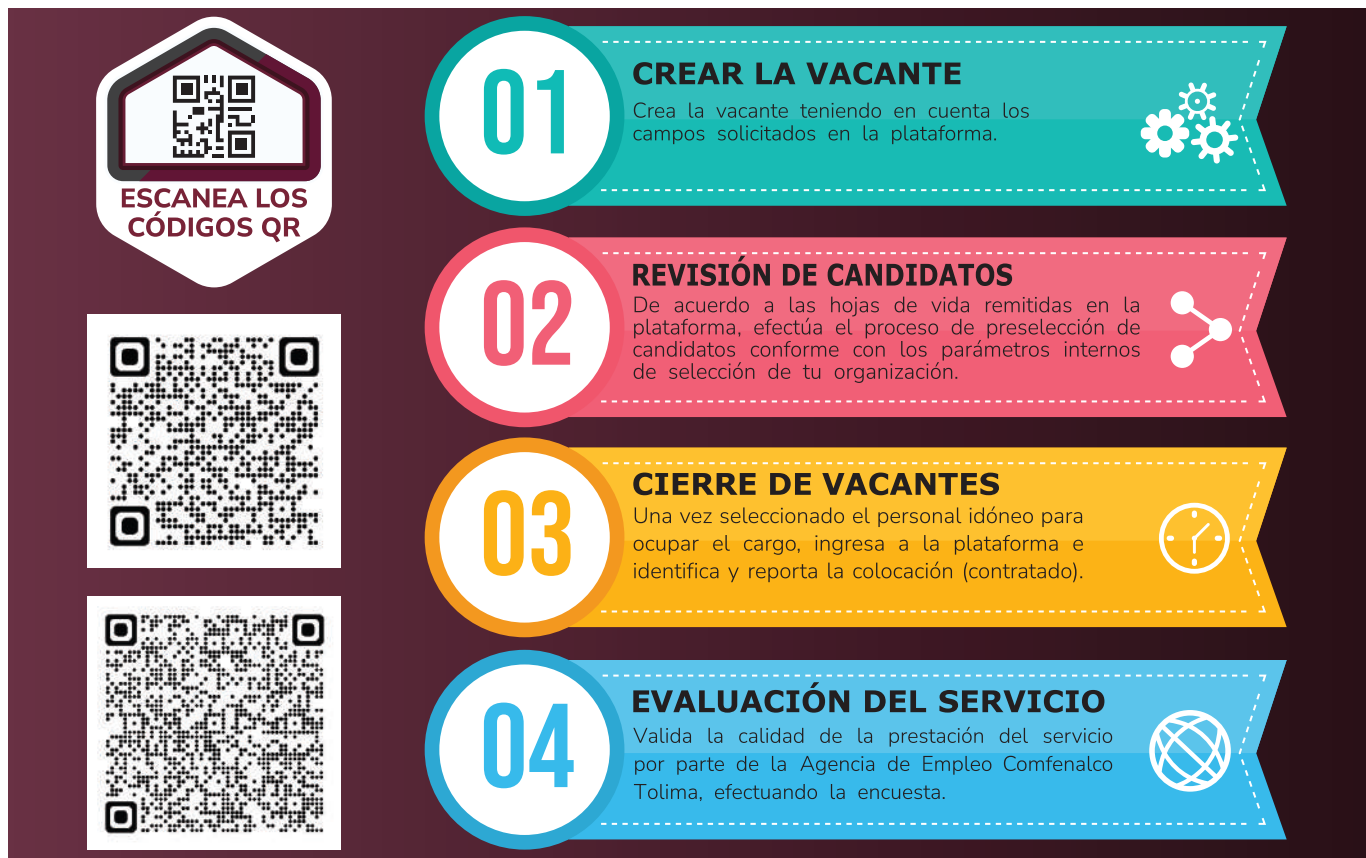 ESCANEA LOS
CÓDIGOS QR
01
CREAR LA VACANTE
Crea la vacante teniendo en cuenta los
campos solicitados en la plataforma.
02
REVISIÓN DE CANDIDATOS
De acuerdo a las hojas de vida remitidas en la
plataforma, efectúa el proceso de preselección de
candidatos conforme con los parámetros internos
de selección de tu organización.
03
CIERRE DE VACANTES
Una vez seleccionado el personal idóneo para
ocupar el cargo, ingresa a la plataforma e
identifica y reporta la colocación (contratado).
04
EVALUACIÓN DEL SERVICIO
Valida la calidad de la prestación del servicio
por parte de la Agencia de Empleo Comfenalco
Tolima, efectuando la encuesta.